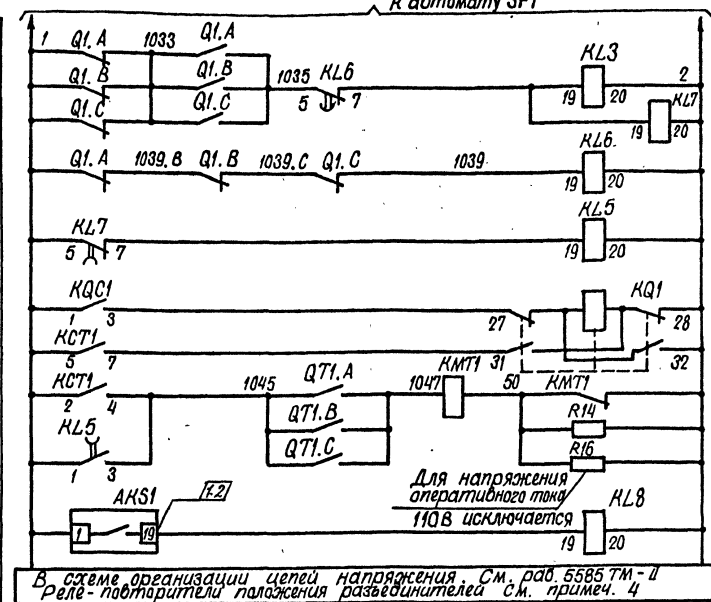 К автомату SF1
1 Q1.A 1033 Q1.A KL3
Q1.B Q1.B 1035 KL6 2
5 7 19 20 KL7
Q1.C Q1.C 19 20
KL6
Q1.A 1039.B Q1.B 1039.C Q1.C 1039
19 20
KL7 KL5
5 7 19 20
KQC1 KQ1
1 3 27 28
KCT1 31 32
5 7
KCT1 1045 QT1.A 1047 KMT1 50 KMT1
2 4
QT1.B R14
KL5 QT1.C R16
1 3
Для напряжения
оперативного тока
110В исключается
AKS1 7.2 KL8
1 19 19 20
В схеме организации цепей напряжения. См. раб. 5585 ТМ-II
Реле-повторители положения разъединителей см. примеч. 4